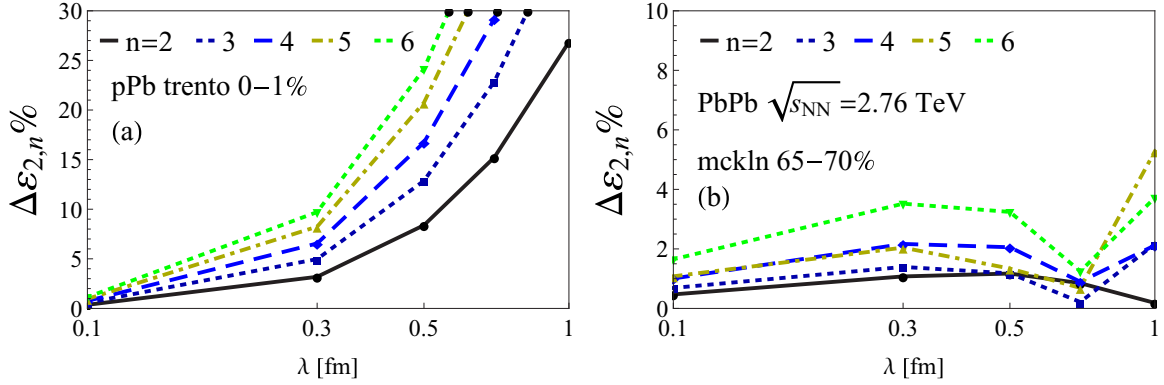 Δε2,n%
30
25
20
15
10
5
0
n=2 3 4 5 6
pPb trento 0−1%
(a)
0.1 0.3 0.5 1
λ [fm]
Δε2,n%
10
8
6
4
2
0
n=2 3 4 5 6
PbPb √sNN =2.76 TeV
mckln 65−70%
(b)
0.1 0.3 0.5 1
λ [fm]